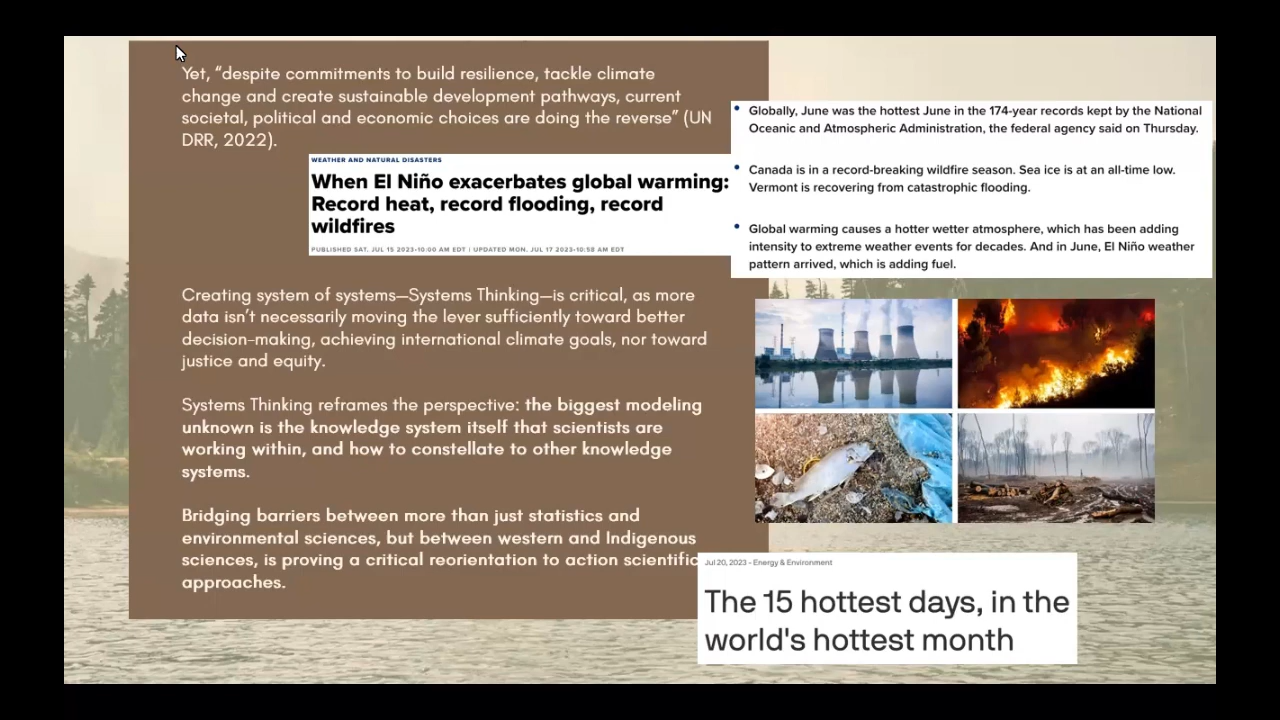 Yet, “despite commitments to build resilience, tackle climate
change and create sustainable development pathways, current
societal, political and economic choices are doing the reverse” (UN
DRR, 2022).
WEATHER AND NATURAL DISASTERS
When El Niño exacerbates global warming:
Record heat, record flooding, record
wildfires
PUBLISHED SAT. JUL 15 2023•10:00 AM EDT | UPDATED MON. JUL 17 2023•10:58 AM EDT
Creating system of systems—Systems Thinking—is critical, as more
data isn’t necessarily moving the lever sufficiently toward better
decision-making, achieving international climate goals, nor toward
justice and equity.
Systems Thinking reframes the perspective: the biggest modeling
unknown is the knowledge system itself that scientists are
working within, and how to constellate to other knowledge
systems.
Bridging barriers between more than just statistics and
environmental sciences, but between western and Indigenous
sciences, is proving a critical reorientation to action scientific
approaches.
• Globally, June was the hottest June in the 174-year records kept by the National
Oceanic and Atmospheric Administration, the federal agency said on Thursday.
• Canada is in a record-breaking wildfire season. Sea ice is at an all-time low.
Vermont is recovering from catastrophic flooding.
• Global warming causes a hotter wetter atmosphere, which has been adding
intensity to extreme weather events for decades. And in June, El Niño weather
pattern arrived, which is adding fuel.
Jul 20, 2023 - Energy & Environment
The 15 hottest days, in the
world's hottest month